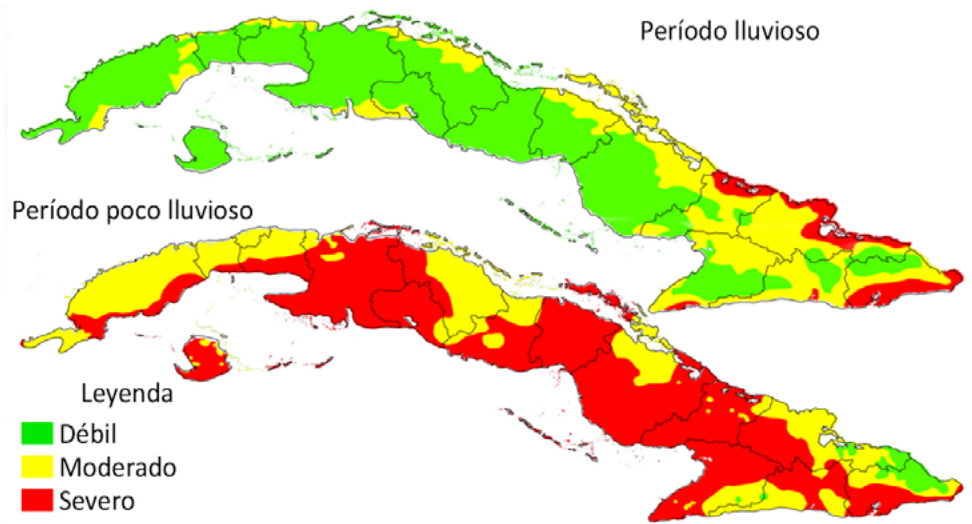 Período lluvioso
Período poco lluvioso
Leyenda
Débil
Moderado
Severo